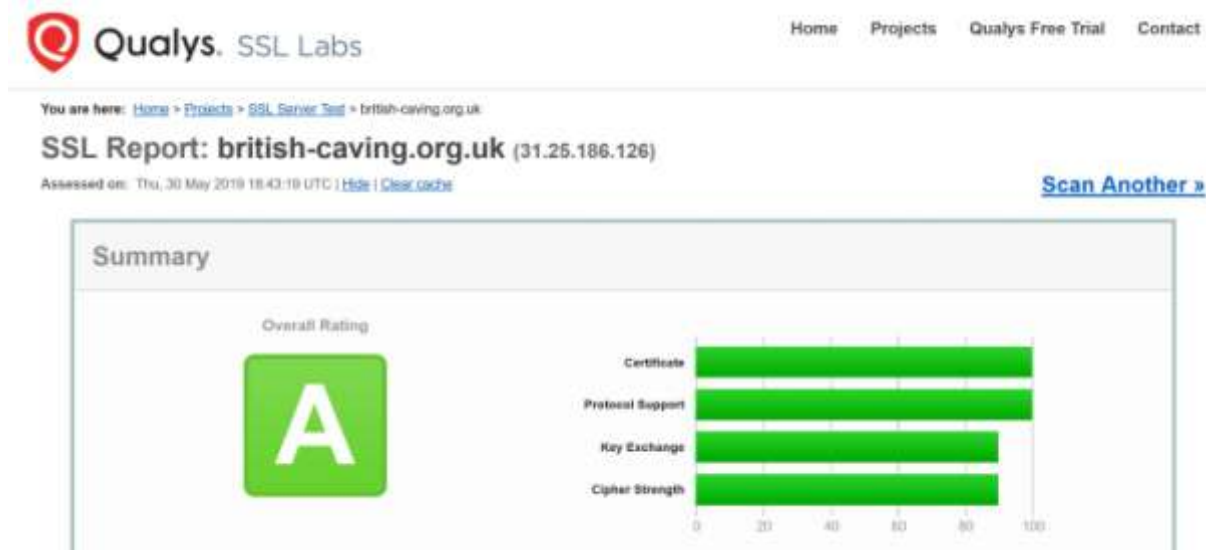 Qualys. SSL Labs
Home Projects Qualys Free Trial Contact
You are here: Home > Projects > SSL Server Test > british-caving.org.uk
SSL Report: british-caving.org.uk (31.25.186.126)
Assessed on: Thu, 30 May 2019 18:43:19 UTC | Hide | Clear cache
Scan Another »
Summary
Overall Rating
A
Certificate
Protocol Support
Key Exchange
Cipher Strength
0 20 40 60 80 100